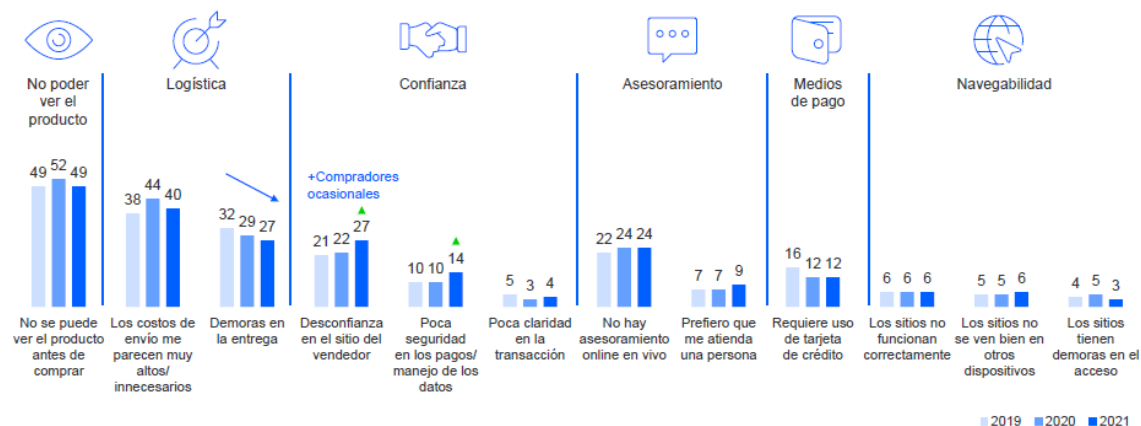 No poder
ver el
producto
Logística
Confianza
Asesoramiento
Medios
de pago
Navegabilidad
+Compradores
ocasionales
49 52 49
38 44 40
32 29 27
21 22 27
10 10 14
5 3 4
22 24 24
7 7 9
16 12 12
6 6 6
5 5 6
4 5 3
No se puede
ver el producto
antes de
comprar
Los costos de
envío me
parecen muy
altos/
innecesarios
Demoras en
la entrega
Desconfianza
en el sitio del
vendedor
Poca
seguridad
en los pagos/
manejo de los
datos
Poca claridad
en la
transacción
No hay
asesoramiento
online en vivo
Prefiero que
me atienda
una persona
Requiere uso
de tarjeta
de crédito
Los sitios no
funcionan
correctamente
Los sitios no
se ven bien en
otros
dispositivos
Los sitios
tienen
demoras en el
acceso
2019 2020 2021